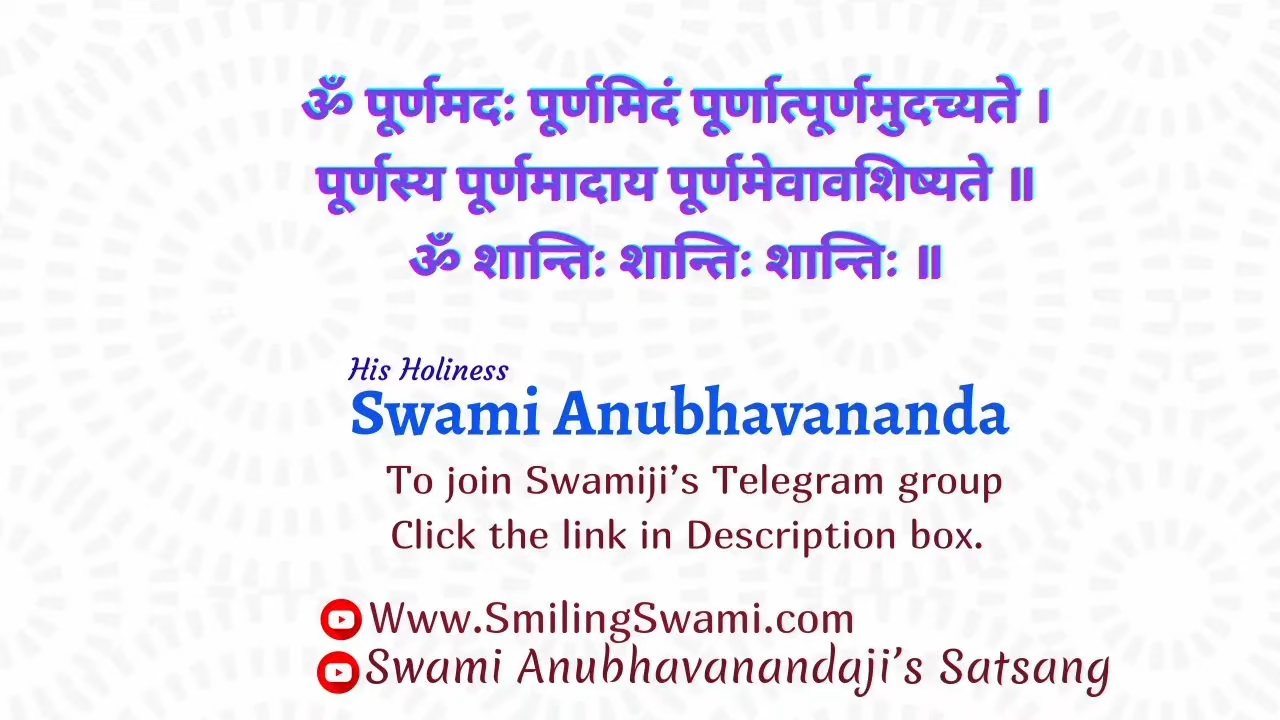 ॐ पूर्णमदः पूर्णमिदं पूर्णात्पूर्णमुदच्यते ।
पूर्णस्य पूर्णमादाय पूर्णमेवावशिष्यते ॥
ॐ शान्तिः शान्तिः शान्तिः ॥
His Holiness
Swami Anubhavananda
To join Swamiji’s Telegram group
Click the link in Description box.
Www.SmilingSwami.com
Swami Anubhavanandaji’s Satsang